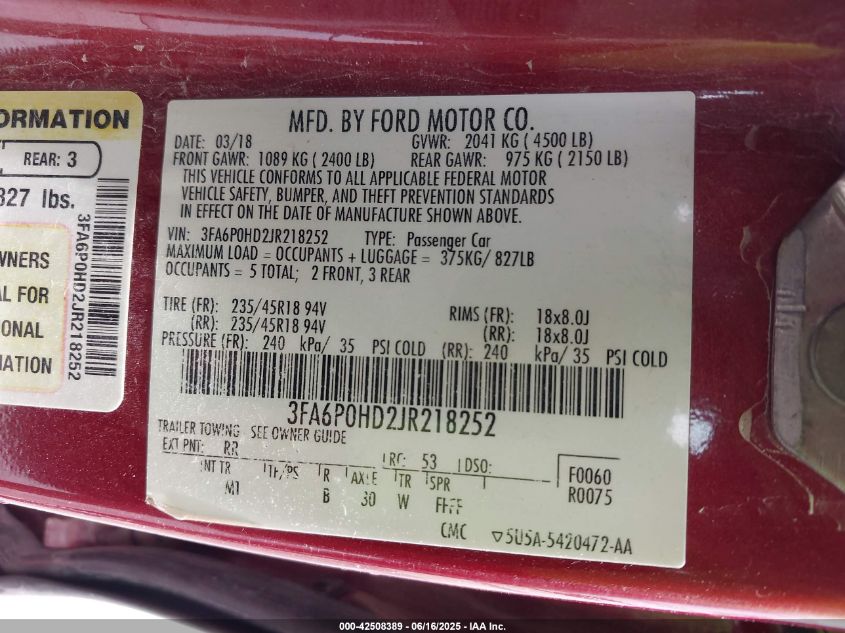 ORMATION
REAR: 3
827 lbs.
WNERS
AL FOR
IONAL
MATION
3FA6P0HD2JR218252
MFD. BY FORD MOTOR CO.
DATE: 03/18 GVWR: 2041 KG (4500 LB)
FRONT GAWR: 1089 KG (2400 LB) REAR GAWR: 975 KG (2150 LB)
THIS VEHICLE CONFORMS TO ALL APPLICABLE FEDERAL MOTOR
VEHICLE SAFETY, BUMPER, AND THEFT PREVENTION STANDARDS
IN EFFECT ON THE DATE OF MANUFACTURE SHOWN ABOVE.
VIN: 3FA6P0HD2JR218252 TYPE: Passenger Car
MAXIMUM LOAD = OCCUPANTS + LUGGAGE = 375KG/ 827LB
OCCUPANTS = 5 TOTAL; 2 FRONT, 3 REAR
TIRE (FR): 235/45R18 94V RIMS (FR): 18x8.0J
(RR): 235/45R18 94V (RR): 18x8.0J
PRESSURE (FR): 240 kPa/ 35 PSI COLD (RR): 240 kPa/ 35 PSI COLD
3FA6P0HD2JR218252
TRAILER TOWING SEE OWNER GUIDE
EXT PNT: RR RC: 53 DSO: F0060
R0075
INT TR TP/PS R AXLE TR SPR
B 30 W
CMC ▽5U5A-5420472-AA
000-42508389 - 06/16/2025 - IAA Inc.